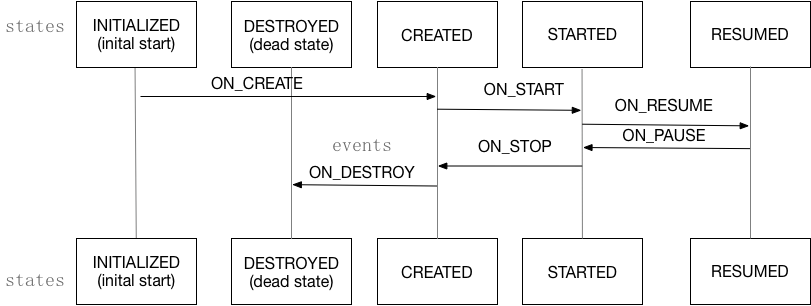 states
INITIALIZED
(inital start)
DESTROYED
(dead state)
CREATED
STARTED
RESUMED
ON_CREATE
ON_START
ON_RESUME
ON_PAUSE
events
ON_STOP
ON_DESTROY
states
INITIALIZED
(inital start)
DESTROYED
(dead state)
CREATED
STARTED
RESUMED